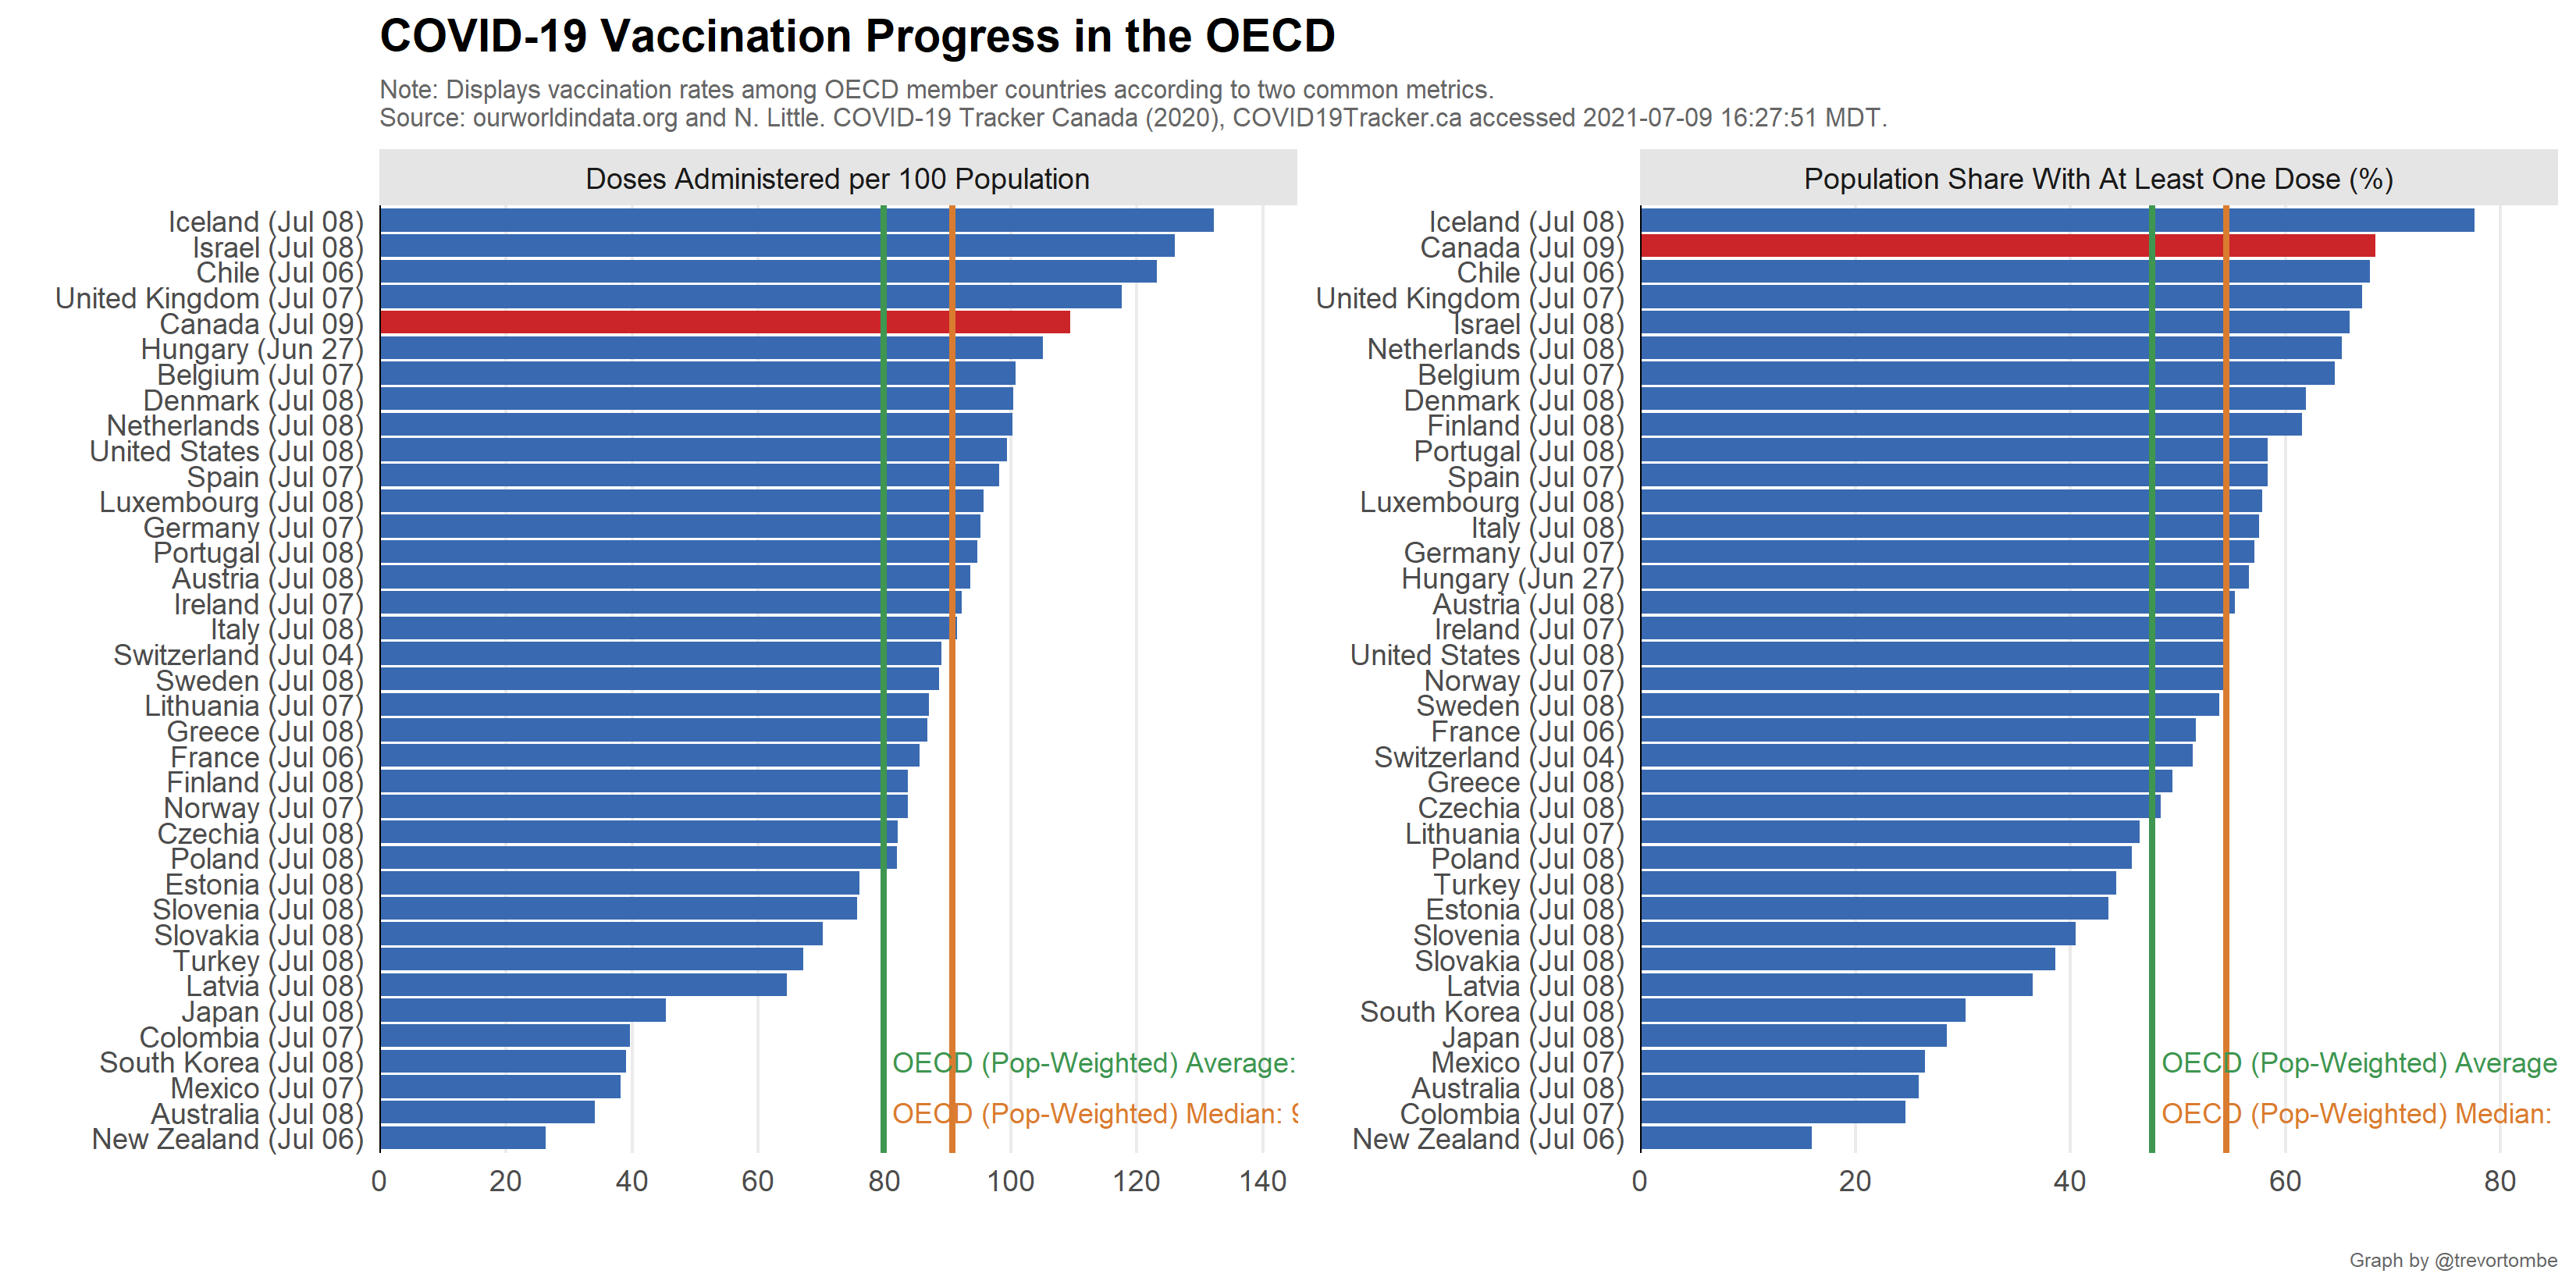 COVID-19 Vaccination Progress in the OECD
Note: Displays vaccination rates among OECD member countries according to two common metrics.
Source: ourworldindata.org and N. Little. COVID-19 Tracker Canada (2020), COVID19Tracker.ca accessed 2021-07-09 16:27:51 MDT.
Doses Administered per 100 Population
Iceland (Jul 08)
Israel (Jul 08)
Chile (Jul 06)
United Kingdom (Jul 07)
Canada (Jul 09)
Hungary (Jun 27)
Belgium (Jul 07)
Denmark (Jul 08)
Netherlands (Jul 08)
United States (Jul 08)
Spain (Jul 07)
Luxembourg (Jul 08)
Germany (Jul 07)
Portugal (Jul 08)
Austria (Jul 08)
Ireland (Jul 07)
Italy (Jul 08)
Switzerland (Jul 04)
Sweden (Jul 08)
Lithuania (Jul 07)
Greece (Jul 08)
France (Jul 06)
Finland (Jul 08)
Norway (Jul 07)
Czechia (Jul 08)
Poland (Jul 08)
Estonia (Jul 08)
Slovenia (Jul 08)
Slovakia (Jul 08)
Turkey (Jul 08)
Latvia (Jul 08)
Japan (Jul 08)
Colombia (Jul 07)
South Korea (Jul 08)
Mexico (Jul 07)
Australia (Jul 08)
New Zealand (Jul 06)
OECD (Pop-Weighted) Average:
OECD (Pop-Weighted) Median:
0 20 40 60 80 100 120 140
Population Share With At Least One Dose (%)
Iceland (Jul 08)
Canada (Jul 09)
Chile (Jul 06)
United Kingdom (Jul 07)
Israel (Jul 08)
Netherlands (Jul 08)
Belgium (Jul 07)
Denmark (Jul 08)
Finland (Jul 08)
Portugal (Jul 08)
Spain (Jul 07)
Luxembourg (Jul 08)
Italy (Jul 08)
Germany (Jul 07)
Hungary (Jun 27)
Austria (Jul 08)
Ireland (Jul 07)
United States (Jul 08)
Norway (Jul 07)
Sweden (Jul 08)
France (Jul 06)
Switzerland (Jul 04)
Greece (Jul 08)
Czechia (Jul 08)
Lithuania (Jul 07)
Poland (Jul 08)
Turkey (Jul 08)
Estonia (Jul 08)
Slovenia (Jul 08)
Slovakia (Jul 08)
Latvia (Jul 08)
South Korea (Jul 08)
Japan (Jul 08)
Mexico (Jul 07)
Australia (Jul 08)
Colombia (Jul 07)
New Zealand (Jul 06)
OECD (Pop-Weighted) Average
OECD (Pop-Weighted) Median:
0 20 40 60 80
Graph by @trevortombe